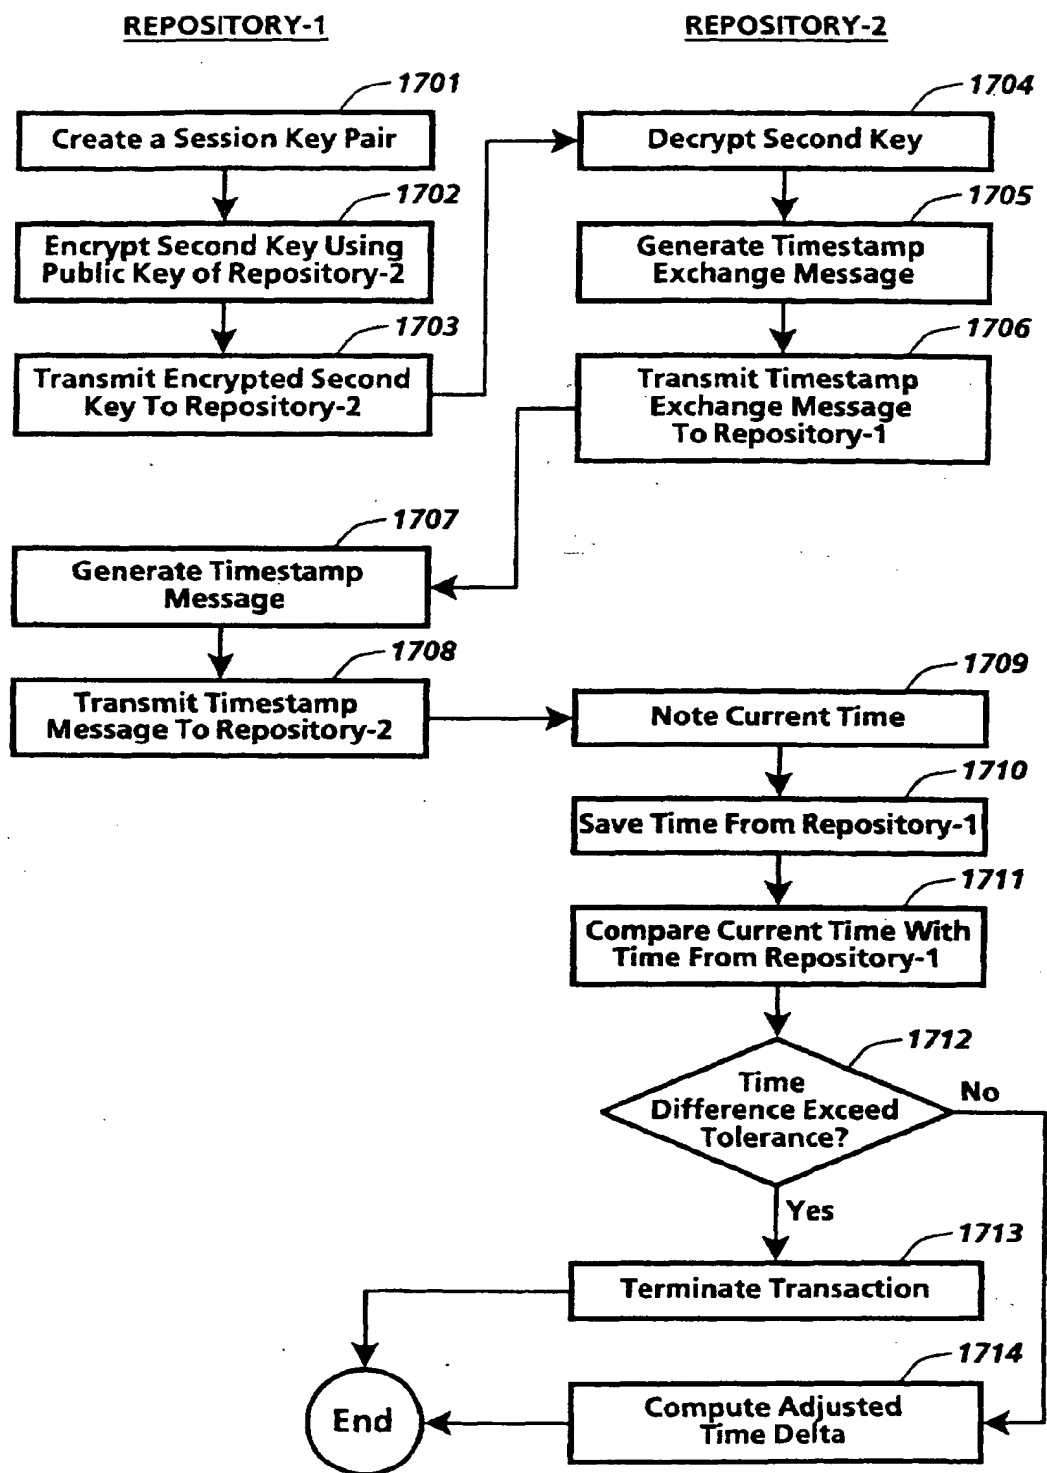 REPOSITORY-1
REPOSITORY-2
1701
Create a Session Key Pair
1702
Encrypt Second Key Using
Public Key of Repository-2
1703
Transmit Encrypted Second
Key To Repository-2
1704
Decrypt Second Key
1705
Generate Timestamp
Exchange Message
1706
Transmit Timestamp
Exchange Message
To Repository-1
1707
Generate Timestamp
Message
1708
Transmit Timestamp
Message To Repository-2
1709
Note Current Time
1710
Save Time From Repository-1
1711
Compare Current Time With
Time From Repository-1
1712
Time
Difference Exceed
Tolerance?
No
Yes
1713
Terminate Transaction
1714
Compute Adjusted
Time Delta
End